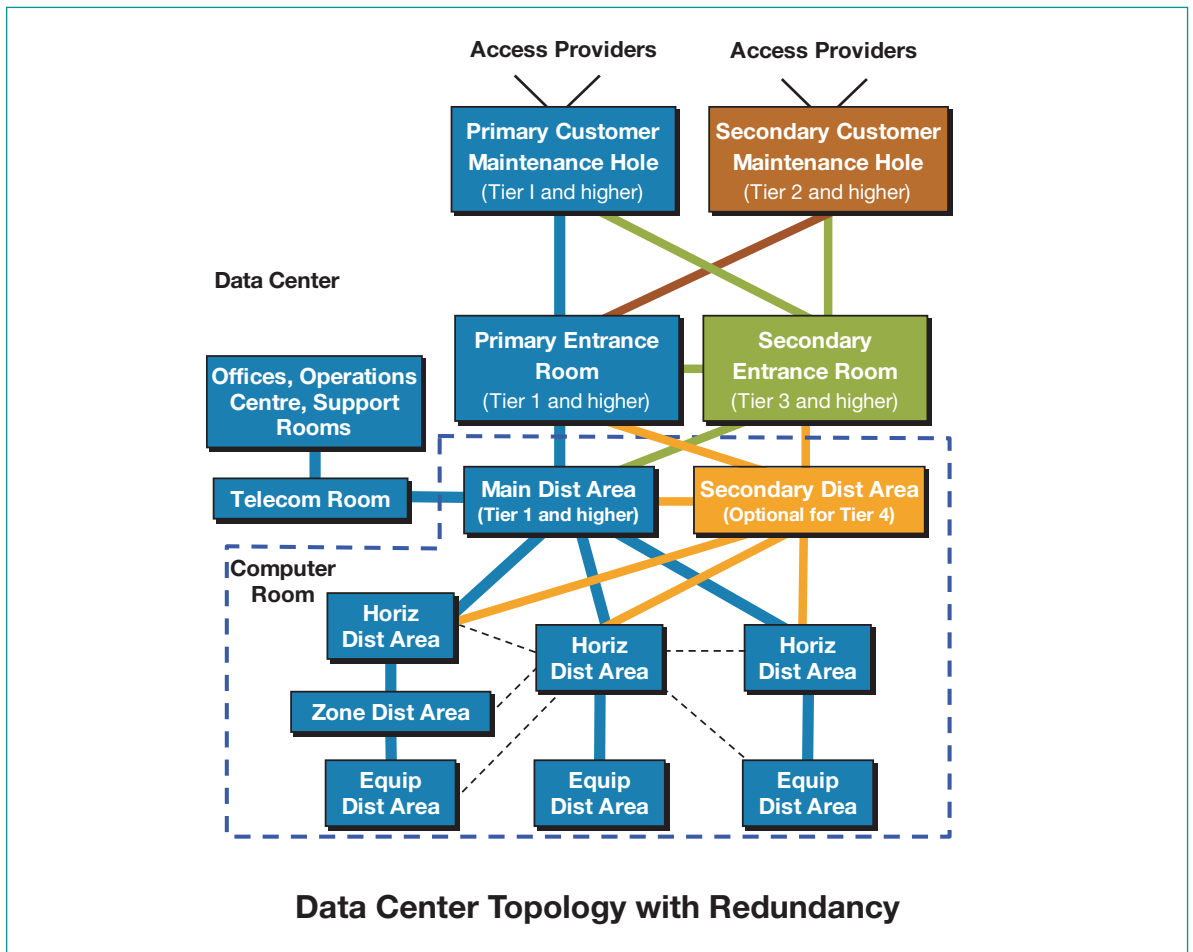 Access Providers
Access Providers
Primary Customer
Maintenance Hole
(Tier I and higher)
Secondary Customer
Maintenance Hole
(Tier 2 and higher)
Data Center
Primary Entrance
Room
(Tier 1 and higher)
Secondary
Entrance Room
(Tier 3 and higher)
Offices, Operations
Centre, Support
Rooms
Telecom Room
Main Dist Area
(Tier 1 and higher)
Secondary Dist Area
(Optional for Tier 4)
Computer
Room
Horiz
Dist Area
Horiz
Dist Area
Horiz
Dist Area
Zone Dist Area
Equip
Dist Area
Equip
Dist Area
Equip
Dist Area
Data Center Topology with Redundancy